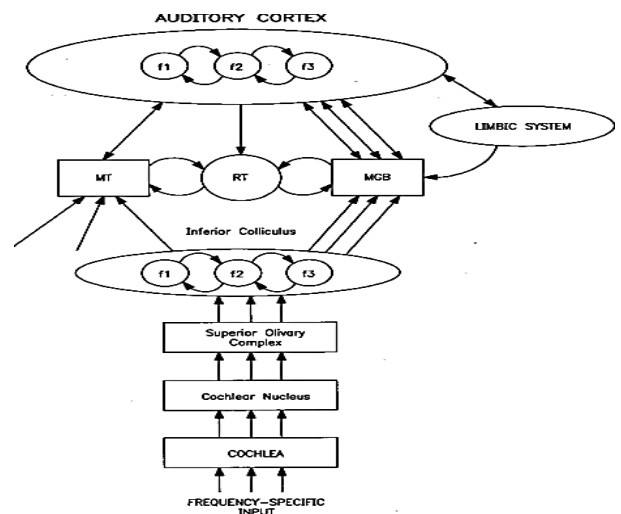 AUDITORY CORTEX
f1 f2 f3
LIMBIC SYSTEM
MT RT MGB
Inferior Colliculus
f1 f2 f3
Superior Olivary
Complex
Cochlear Nucleus
COCHLEA
FREQUENCY-SPECIFIC
INPUT